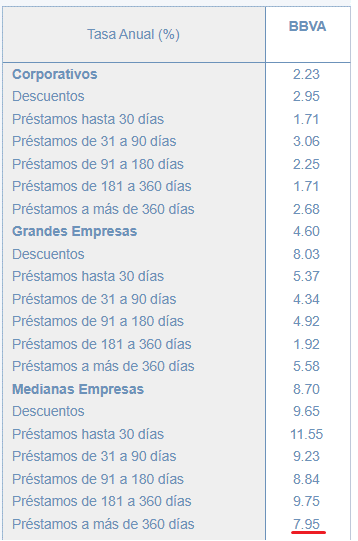 Tasa Anual (%) BBVA
Corporativos 2.23
Descuentos 2.95
Préstamos hasta 30 días 1.71
Préstamos de 31 a 90 días 3.06
Préstamos de 91 a 180 días 2.25
Préstamos de 181 a 360 días 1.71
Préstamos a más de 360 días 2.68
Grandes Empresas 4.60
Descuentos 8.03
Préstamos hasta 30 días 5.37
Préstamos de 31 a 90 días 4.34
Préstamos de 91 a 180 días 4.92
Préstamos de 181 a 360 días 1.92
Préstamos a más de 360 días 5.58
Medianas Empresas 8.70
Descuentos 9.65
Préstamos hasta 30 días 11.55
Préstamos de 31 a 90 días 9.23
Préstamos de 91 a 180 días 8.84
Préstamos de 181 a 360 días 9.75
Préstamos a más de 360 días 7.95